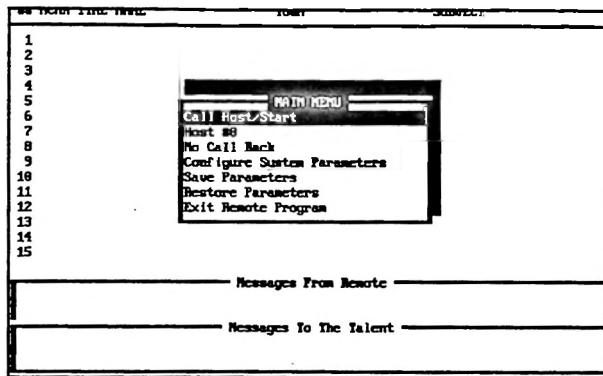 1
2
3
4
5
6
7
8
9
10
11
12
13
14
15
MAIN MENU
Call Host/Start
Host #0
No Call Back
Configure System Parameters
Save Parameters
Restore Parameters
Exit Remote Program
Messages From Remote
Messages To The Talent